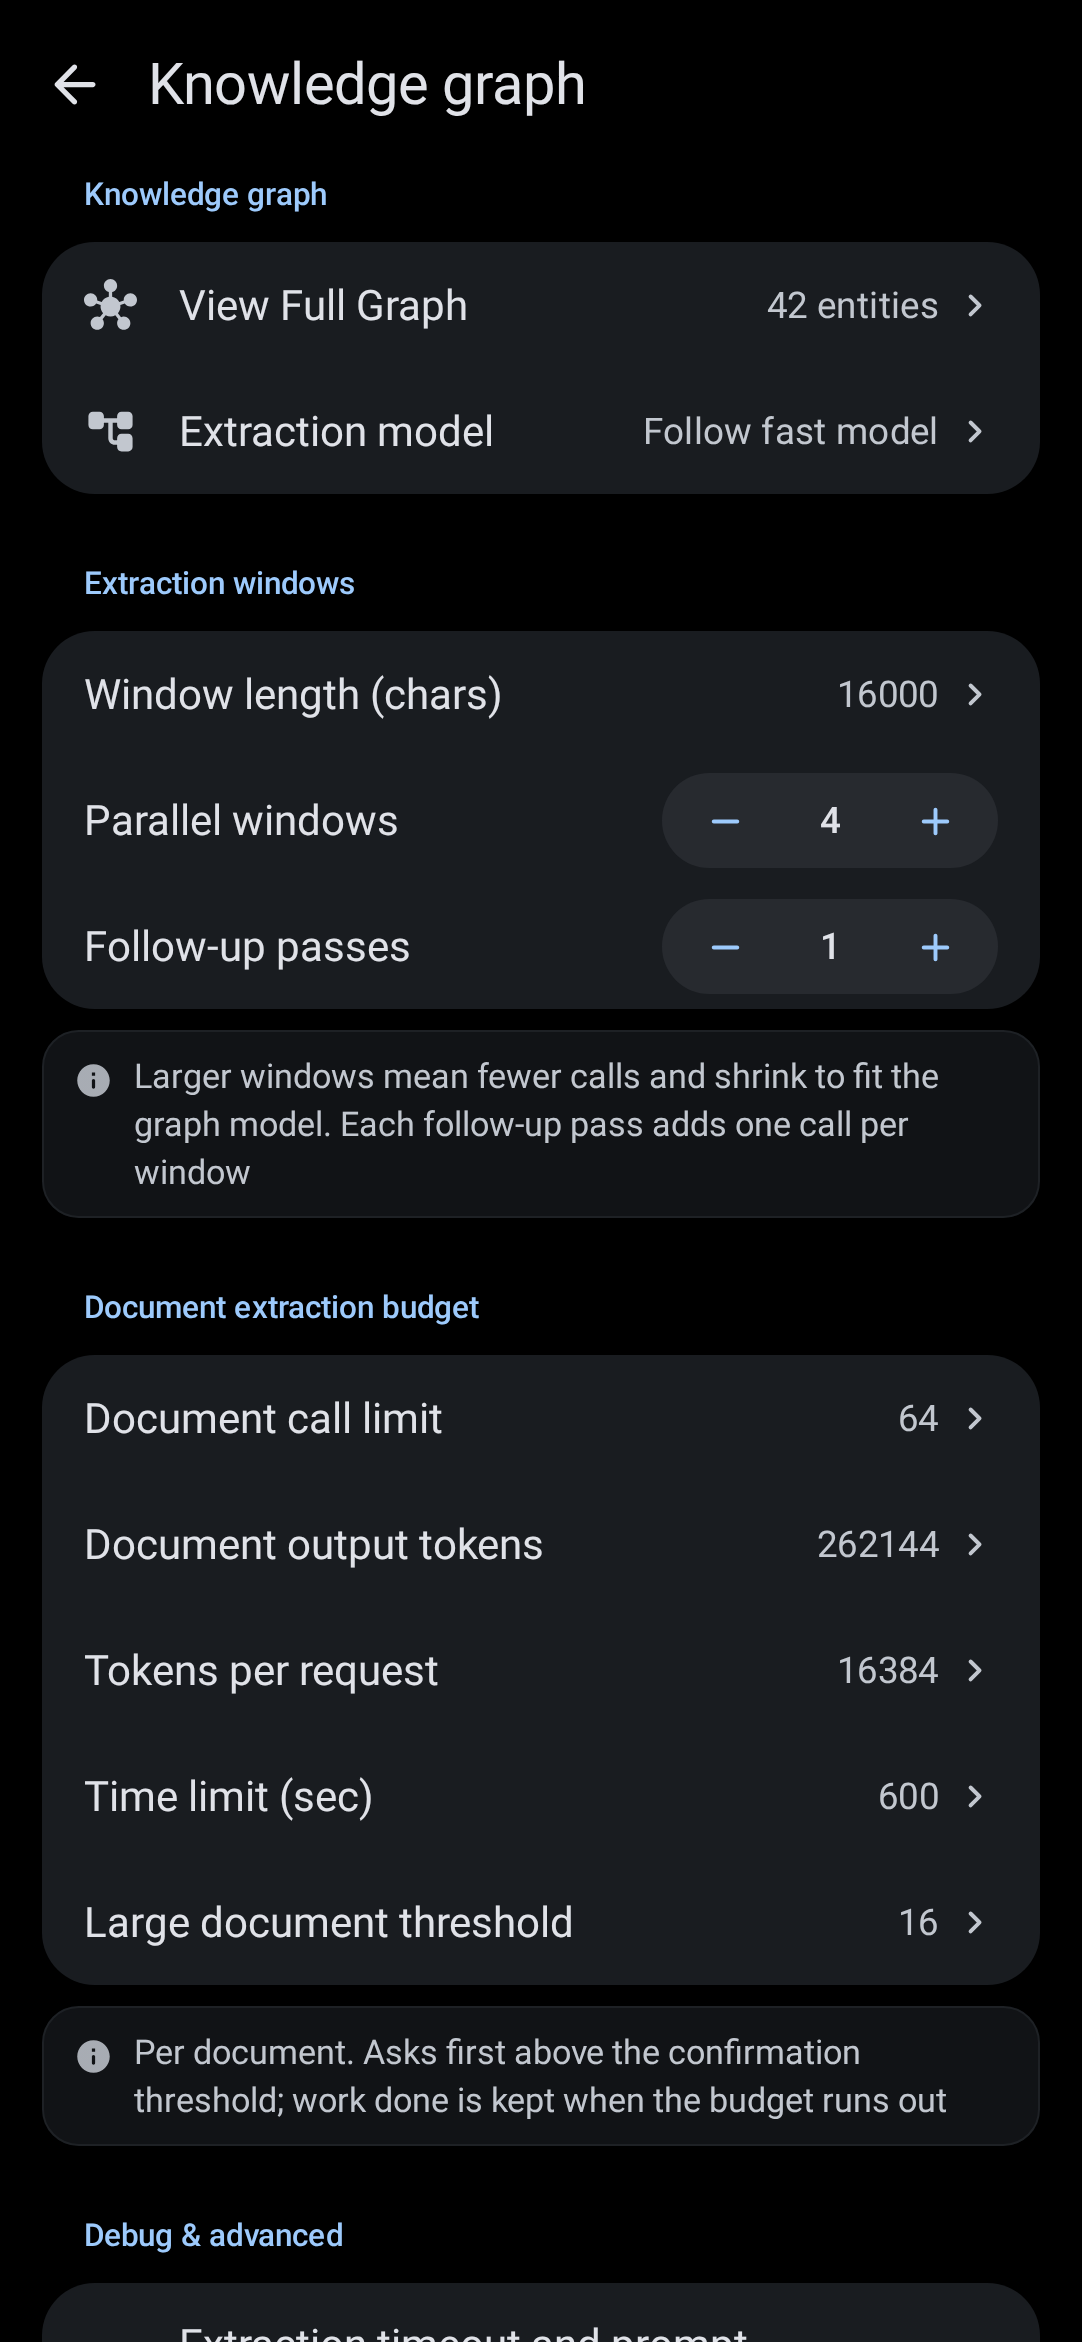 Knowledge graph
Knowledge graph
View Full Graph 42 entities
Extraction model Follow fast model
Extraction windows
Window length (chars) 16000
Parallel windows − 4 +
Follow-up passes − 1 +
Larger windows mean fewer calls and shrink to fit the
graph model. Each follow-up pass adds one call per
window
Document extraction budget
Document call limit 64
Document output tokens 262144
Tokens per request 16384
Time limit (sec) 600
Large document threshold 16
Per document. Asks first above the confirmation
threshold; work done is kept when the budget runs out
Debug & advanced
Extraction timeout and prompt